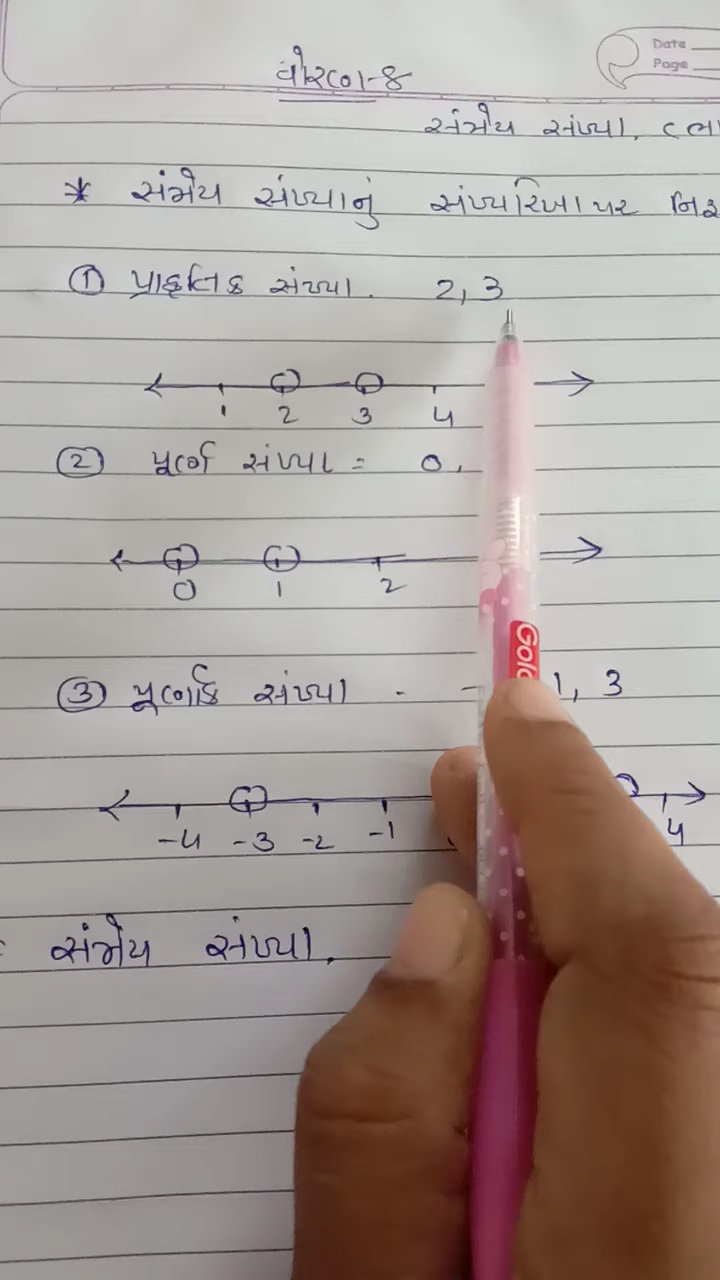 Date
Page
ધોરણ-8
સંમેય સંખ્યા,
* સંમેય સંખ્યાનું સંખ્યારેખા પર
① પ્રાકૃતિક સંખ્યા. 2, 3
1 2 3 4
② પૂર્ણ સંખ્યા = 0,
0 1 2
③ પૂર્ણાંક સંખ્યા - 1, 3
-4 -3 -2 -1 4
સંમેય સંખ્યા.